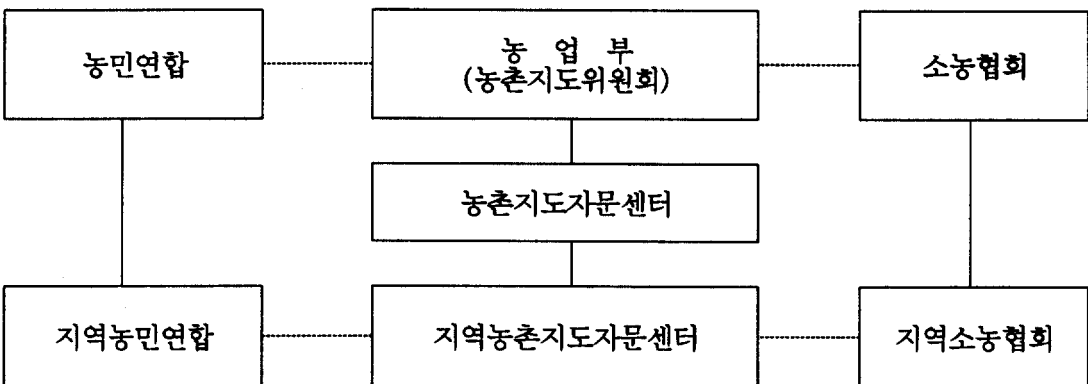 농민연합
농 업 부
(농촌지도위원회)
소농협회
농촌지도자문센터
지역농민연합
지역농촌지도자문센터
지역소농협회